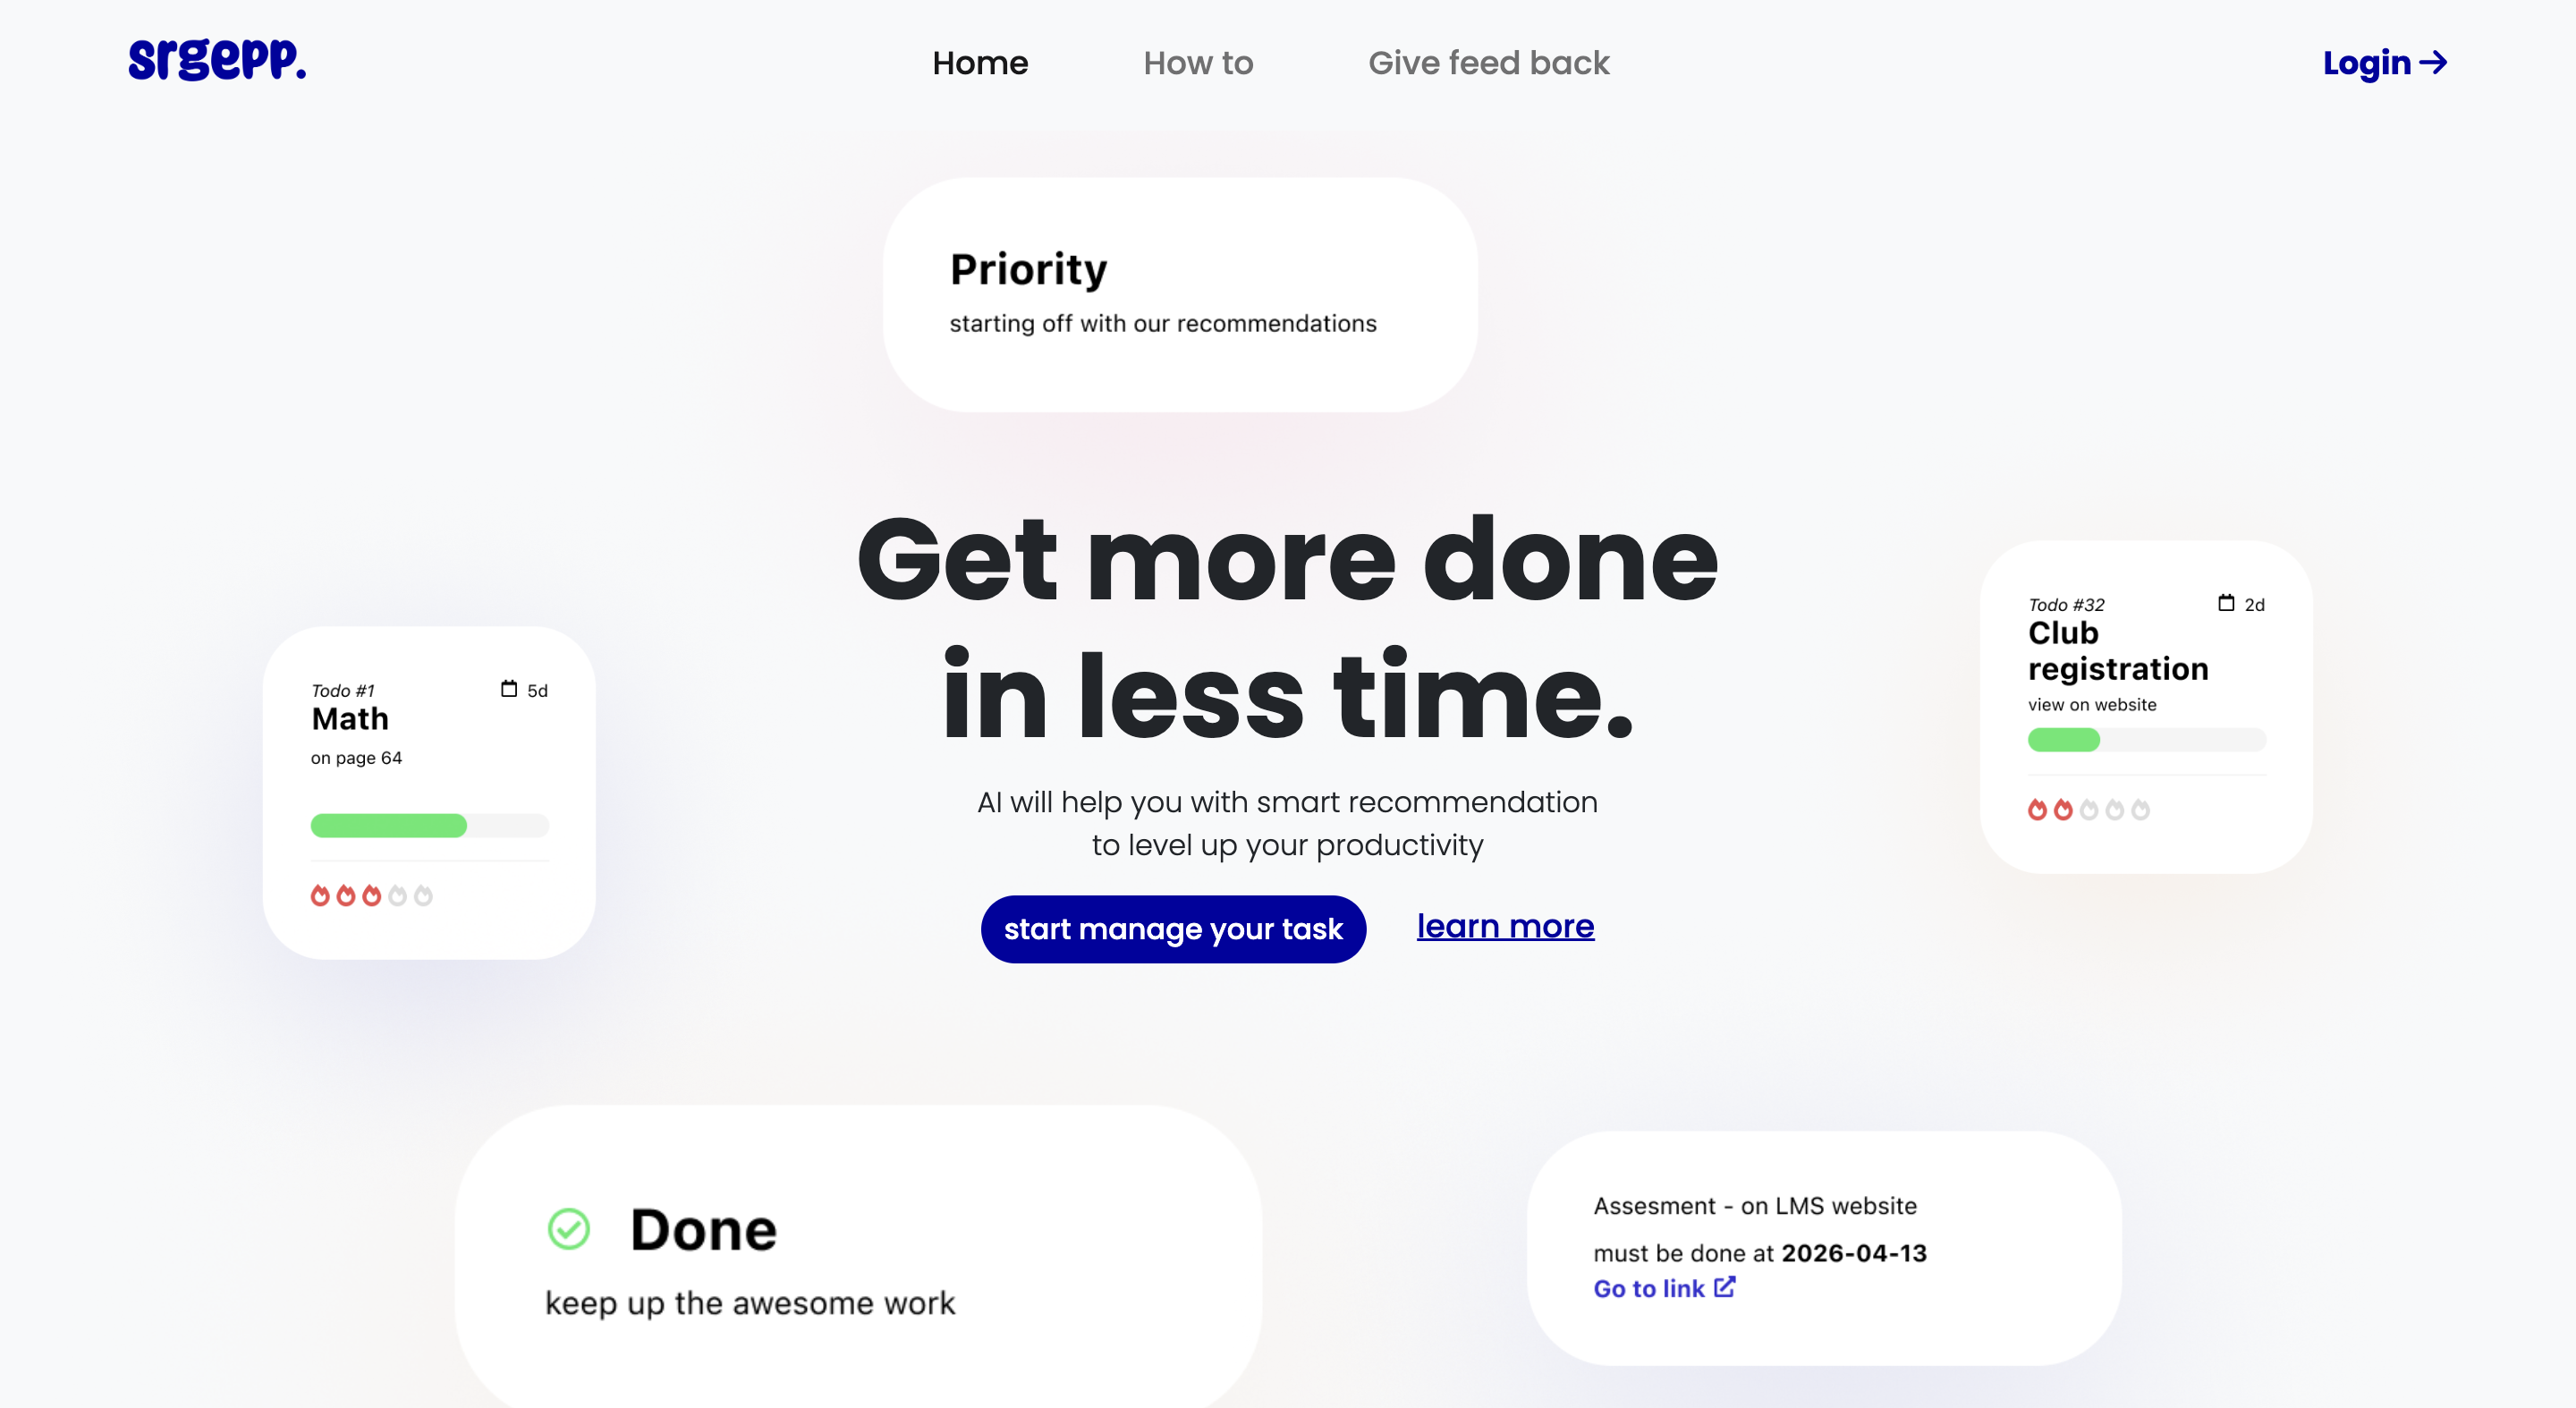 srgepp.
Home
How to
Give feed back
Login
Priority
starting off with our recommendations
Get more done
in less time.
AI will help you with smart recommendation
to level up your productivity
start manage your task
learn more
Todo #1
5d
Math
on page 64
Todo #32
2d
Club
registration
view on website
Done
keep up the awesome work
Assesment - on LMS website
must be done at 2026-04-13
Go to link